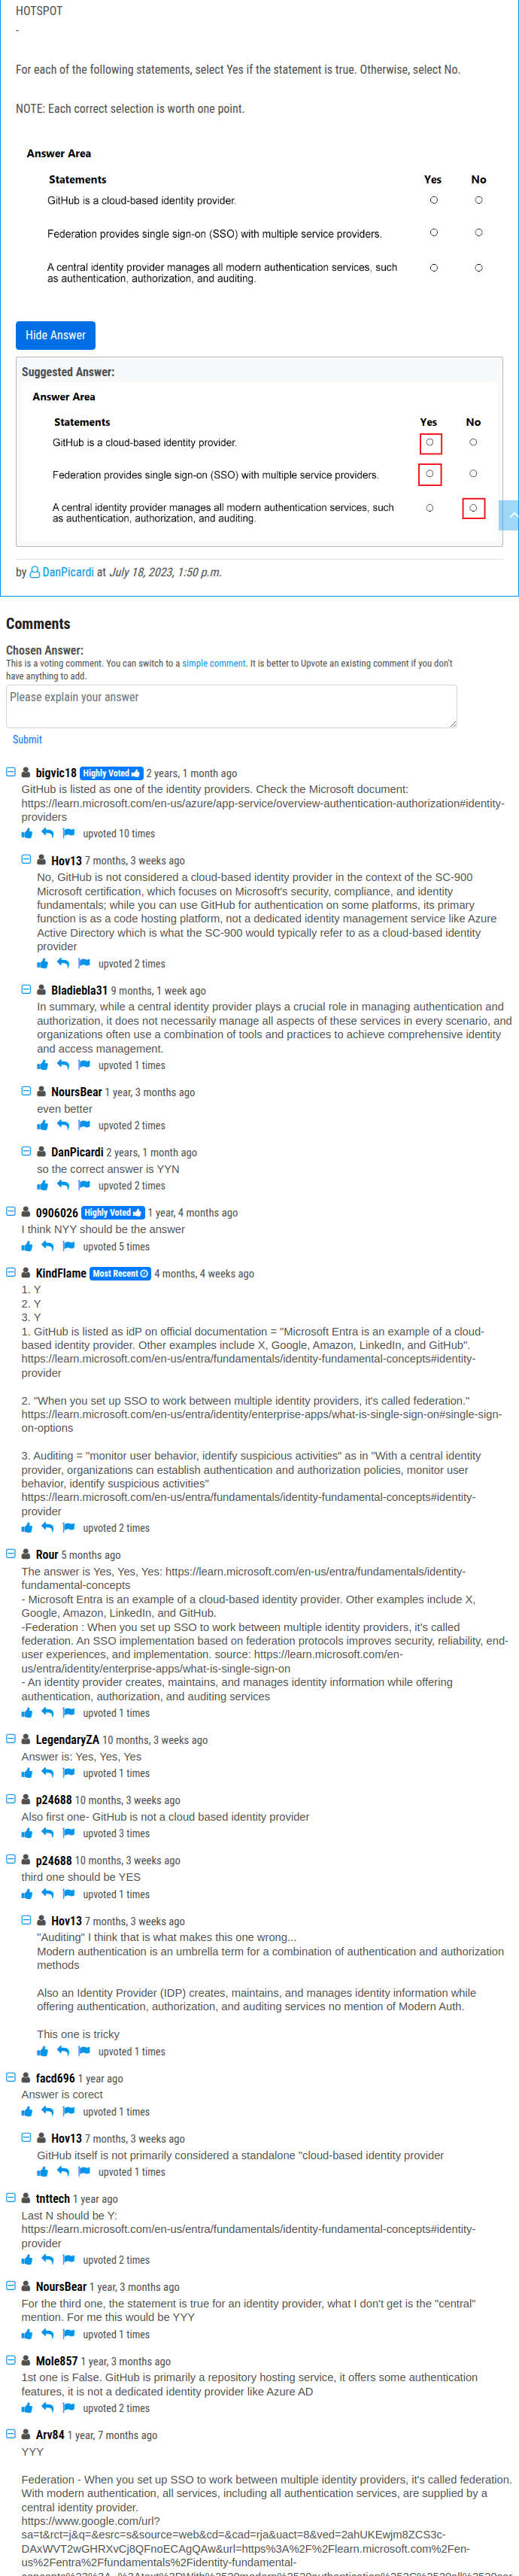 HOTSPOT
-
For each of the following statements, select Yes if the statement is true. Otherwise, select No.
NOTE: Each correct selection is worth one point.
Answer Area
Statements Yes No
GitHub is a cloud-based identity provider.
Federation provides single sign-on (SSO) with multiple service providers.
A central identity provider manages all modern authentication services, such
as authentication, authorization, and auditing.
Hide Answer
Suggested Answer:
Answer Area
Statements Yes No
GitHub is a cloud-based identity provider.
Federation provides single sign-on (SSO) with multiple service providers.
A central identity provider manages all modern authentication services, such
as authentication, authorization, and auditing.
by DanPicardi at July 18, 2023, 1:50 p.m.
Comments
Chosen Answer:
This is a voting comment. You can switch to a simple comment. It is better to Upvote an existing comment if you don't
have anything to add.
Please explain your answer
Submit
bigvic18 Highly Voted 2 years, 1 month ago
GitHub is listed as one of the identity providers. Check the Microsoft document:
https://learn.microsoft.com/en-us/azure/app-service/overview-authentication-authorization#identity-
providers
upvoted 10 times
Hov13 7 months, 3 weeks ago
No, GitHub is not considered a cloud-based identity provider in the context of the SC-900
Microsoft certification, which focuses on Microsoft's security, compliance, and identity
fundamentals; while you can use GitHub for authentication on some platforms, its primary
function is as a code hosting platform, not a dedicated identity management service like Azure
Active Directory which is what the SC-900 would typically refer to as a cloud-based identity
provider
upvoted 2 times
Bladiebla31 9 months, 1 week ago
In summary, while a central identity provider plays a crucial role in managing authentication and
authorization, it does not necessarily manage all aspects of these services in every scenario, and
organizations often use a combination of tools and practices to achieve comprehensive identity
and access management.
upvoted 1 times
NoursBear 1 year, 3 months ago
even better
upvoted 2 times
DanPicardi 2 years, 1 month ago
so the correct answer is YYN
upvoted 2 times
0906026 Highly Voted 1 year, 4 months ago
I think NYY should be the answer
upvoted 5 times
KindFlame Most Recent 4 months, 4 weeks ago
1. Y
2. Y
3. Y
1. GitHub is listed as idP on official documentation = "Microsoft Entra is an example of a cloud-
based identity provider. Other examples include X, Google, Amazon, LinkedIn, and GitHub".
https://learn.microsoft.com/en-us/entra/fundamentals/identity-fundamental-concepts#identity-
provider
2. "When you set up SSO to work between multiple identity providers, it's called federation."
https://learn.microsoft.com/en-us/entra/identity/enterprise-apps/what-is-single-sign-on#single-sign-
on-options
3. Auditing = "monitor user behavior, identify suspicious activities" as in "With a central identity
provider, organizations can establish authentication and authorization policies, monitor user
behavior, identify suspicious activities"
https://learn.microsoft.com/en-us/entra/fundamentals/identity-fundamental-concepts#identity-
provider
upvoted 2 times
Rour 5 months ago
The answer is Yes, Yes, Yes: https://learn.microsoft.com/en-us/entra/fundamentals/identity-
fundamental-concepts
- Microsoft Entra is an example of a cloud-based identity provider. Other examples include X,
Google, Amazon, LinkedIn, and GitHub.
-Federation : When you set up SSO to work between multiple identity providers, it's called
federation. An SSO implementation based on federation protocols improves security, reliability, end-
user experiences, and implementation. source: https://learn.microsoft.com/en-
us/entra/identity/enterprise-apps/what-is-single-sign-on
- An identity provider creates, maintains, and manages identity information while offering
authentication, authorization, and auditing services
upvoted 1 times
LegendaryZA 10 months, 3 weeks ago
Answer is: Yes, Yes, Yes
upvoted 1 times
p24688 10 months, 3 weeks ago
Also first one- GitHub is not a cloud based identity provider
upvoted 3 times
p24688 10 months, 3 weeks ago
third one should be YES
upvoted 1 times
Hov13 7 months, 3 weeks ago
"Auditing" I think that is what makes this one wrong...
Modern authentication is an umbrella term for a combination of authentication and authorization
methods
Also an Identity Provider (IDP) creates, maintains, and manages identity information while
offering authentication, authorization, and auditing services no mention of Modern Auth.
This one is tricky
upvoted 1 times
facd696 1 year ago
Answer is corect
upvoted 1 times
Hov13 7 months, 3 weeks ago
GitHub itself is not primarily considered a standalone "cloud-based identity provider
upvoted 1 times
tnttech 1 year ago
Last N should be Y:
https://learn.microsoft.com/en-us/entra/fundamentals/identity-fundamental-concepts#identity-
provider
upvoted 2 times
NoursBear 1 year, 3 months ago
For the third one, the statement is true for an identity provider, what I don't get is the "central"
mention. For me this would be YYY
upvoted 1 times
Mole857 1 year, 3 months ago
1st one is False. GitHub is primarily a repository hosting service, it offers some authentication
features, it is not a dedicated identity provider like Azure AD
upvoted 2 times
Arv84 1 year, 7 months ago
YYY
Federation - When you set up SSO to work between multiple identity providers, it's called federation.
With modern authentication, all services, including all authentication services, are supplied by a
central identity provider.
https://www.google.com/url?
sa=t&rct=j&q=&esrc=s&source=web&cd=&cad=rja&uact=8&ved=2ahUKEwjm8ZCS3c-
DAxWVT2wGHRXvCj8QFnoECAgQAw&url=https%3A%2F%2Flearn.microsoft.com%2Fen-
us%2Fentra%2Ffundamentals%2Fidentity-fundamental-